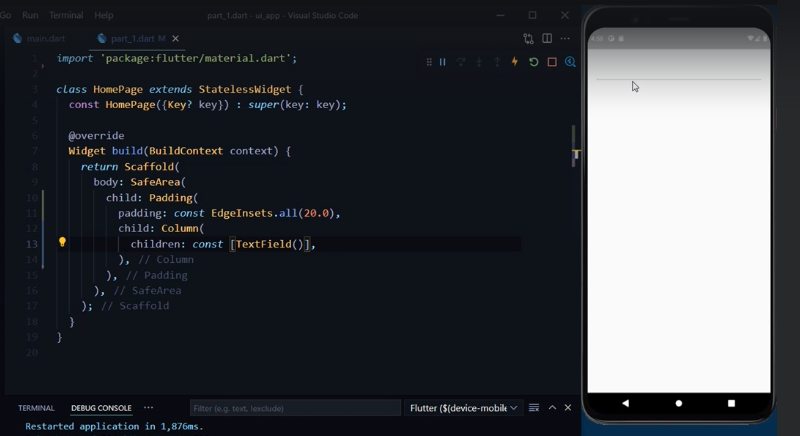 Go Run Terminal Help part_1.dart - ui_app - Visual Studio Code
main.dart part_1.dart M
1 import 'package:flutter/material.dart';
2
3 class HomePage extends StatelessWidget {
4 const HomePage({Key? key}) : super(key: key);
5
6 @override
7 Widget build(BuildContext context) {
8 return Scaffold(
9 body: SafeArea(
10 child: Padding(
11 padding: const EdgeInsets.all(20.0),
12 child: Column(
13 children: const [TextField()],
14 ), // Column
15 ), // Padding
16 ), // SafeArea
17 ); // Scaffold
18 }
19 }
20
TERMINAL DEBUG CONSOLE ··· Filter (e.g. text, !exclude) Flutter ($(device-mobile
Restarted application in 1,876ms.